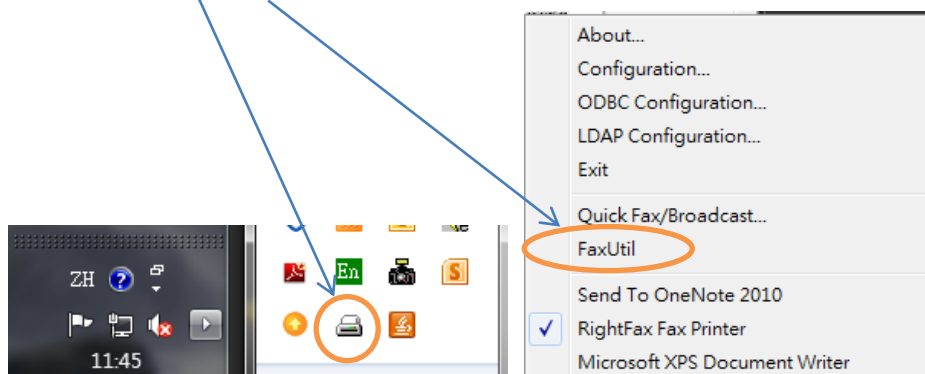 About...
Configuration...
ODBC Configuration...
LDAP Configuration...
Exit
Quick Fax/Broadcast...
FaxUtil
Send To OneNote 2010
RightFax Fax Printer
Microsoft XPS Document Writer
ZH ?
11:45
En S